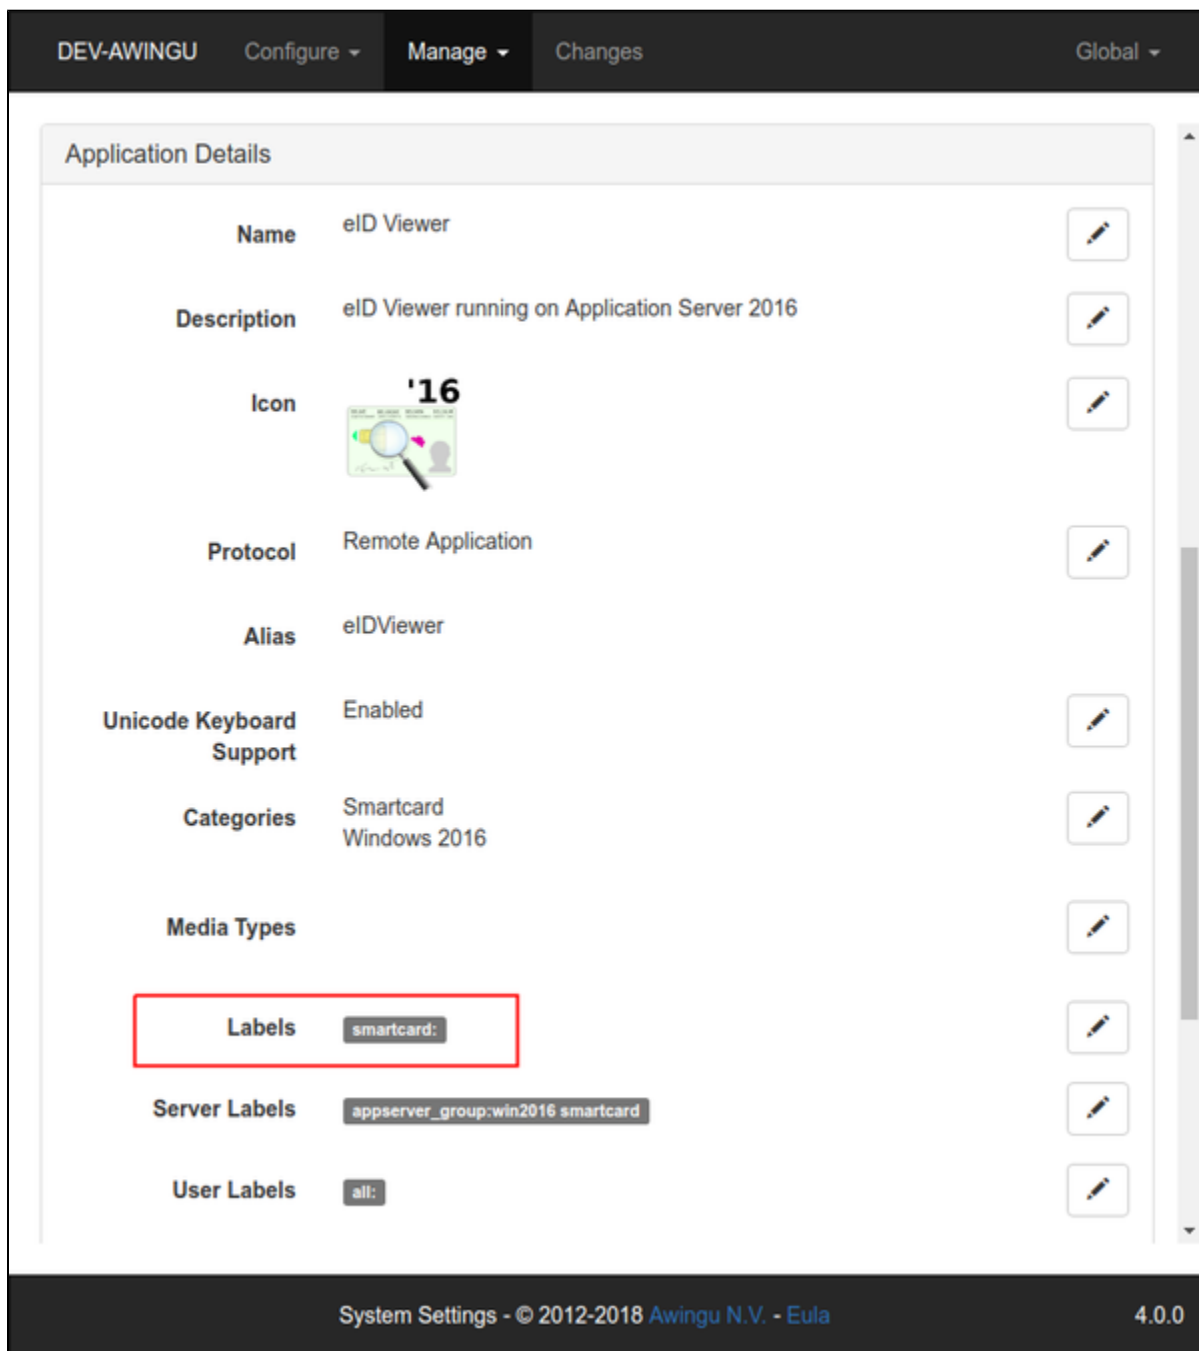 DEV-AWINGU Configure Manage Changes Global
Application Details
Name eID Viewer
Description eID Viewer running on Application Server 2016
Icon '16
Protocol Remote Application
Alias eIDViewer
Unicode Keyboard Support Enabled
Categories Smartcard
Windows 2016
Media Types
Labels smartcard:
Server Labels appserver_group:win2016 smartcard
User Labels all:
System Settings - © 2012-2018 Awingu N.V. - Eula 4.0.0